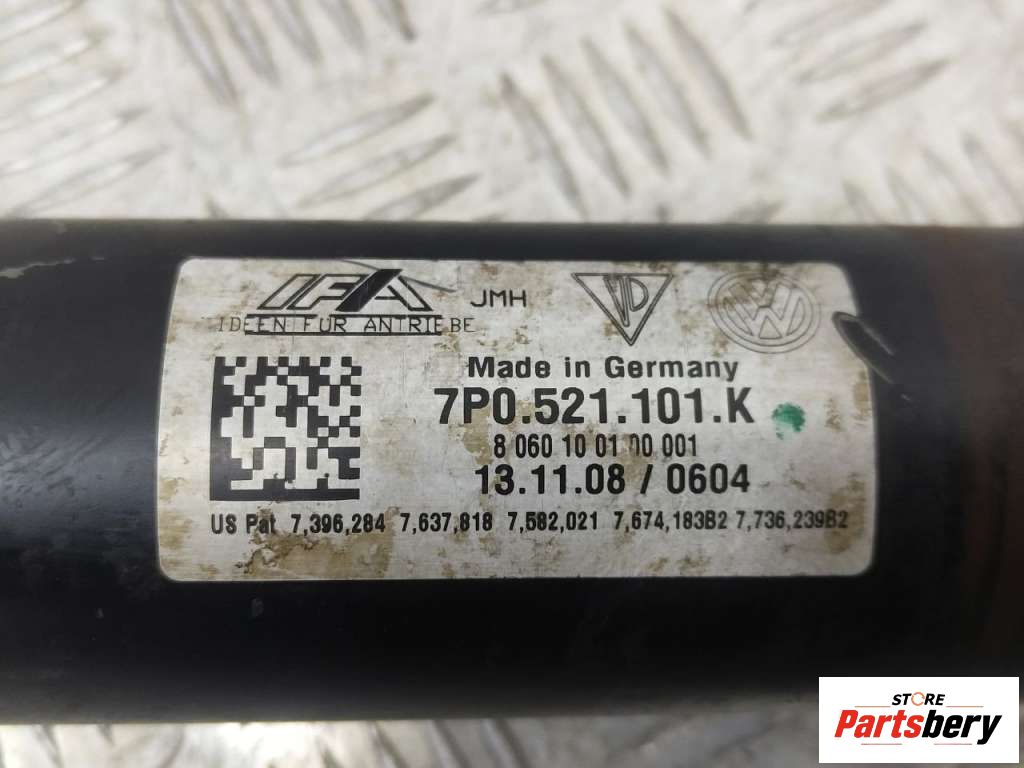 IFA
JMH
IDEEN FÜR ANTRIEBE
Made in Germany
7P0.521.101.K
8 060 10 01 00 001
13.11.08 / 0604
US Pat 7,396,284 7,637,818 7,582,021 7,674,183B2 7,736,239B2
STORE
Partsbery